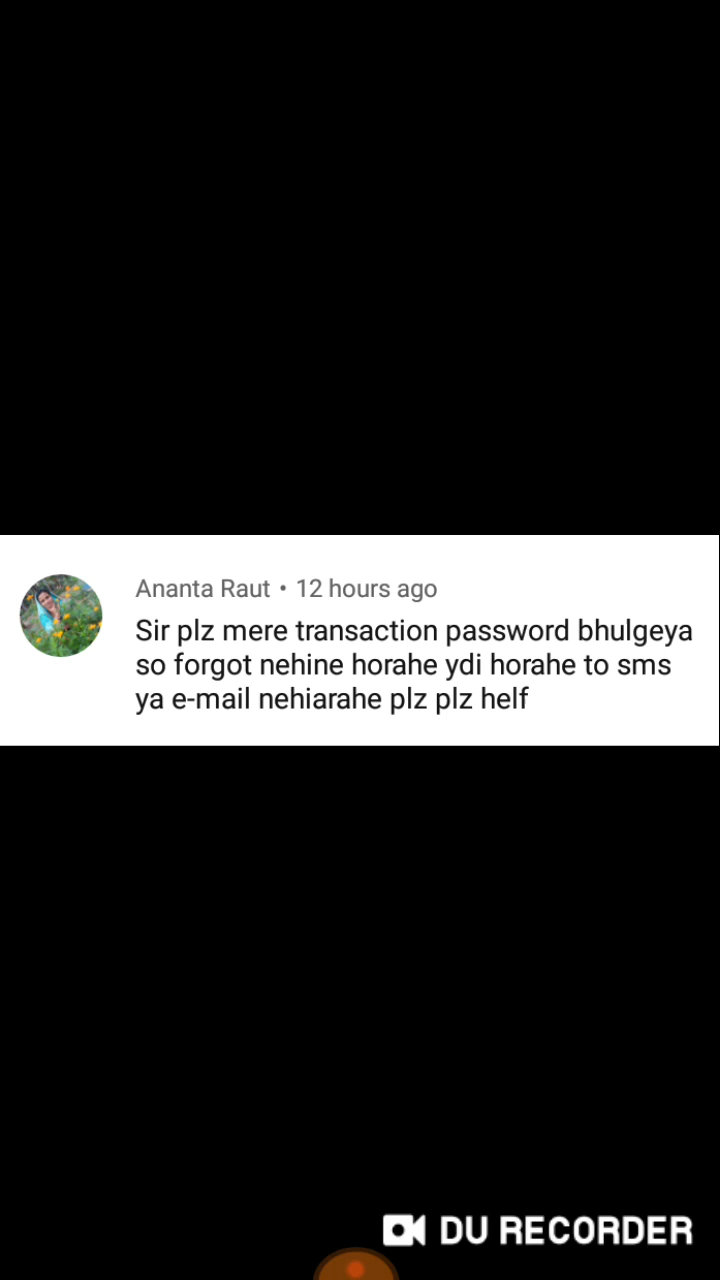 Ananta Raut • 12 hours ago
Sir plz mere transaction password bhulgeya
so forgot nehine horahe ydi horahe to sms
ya e-mail nehiarahe plz plz helf
DU RECORDER